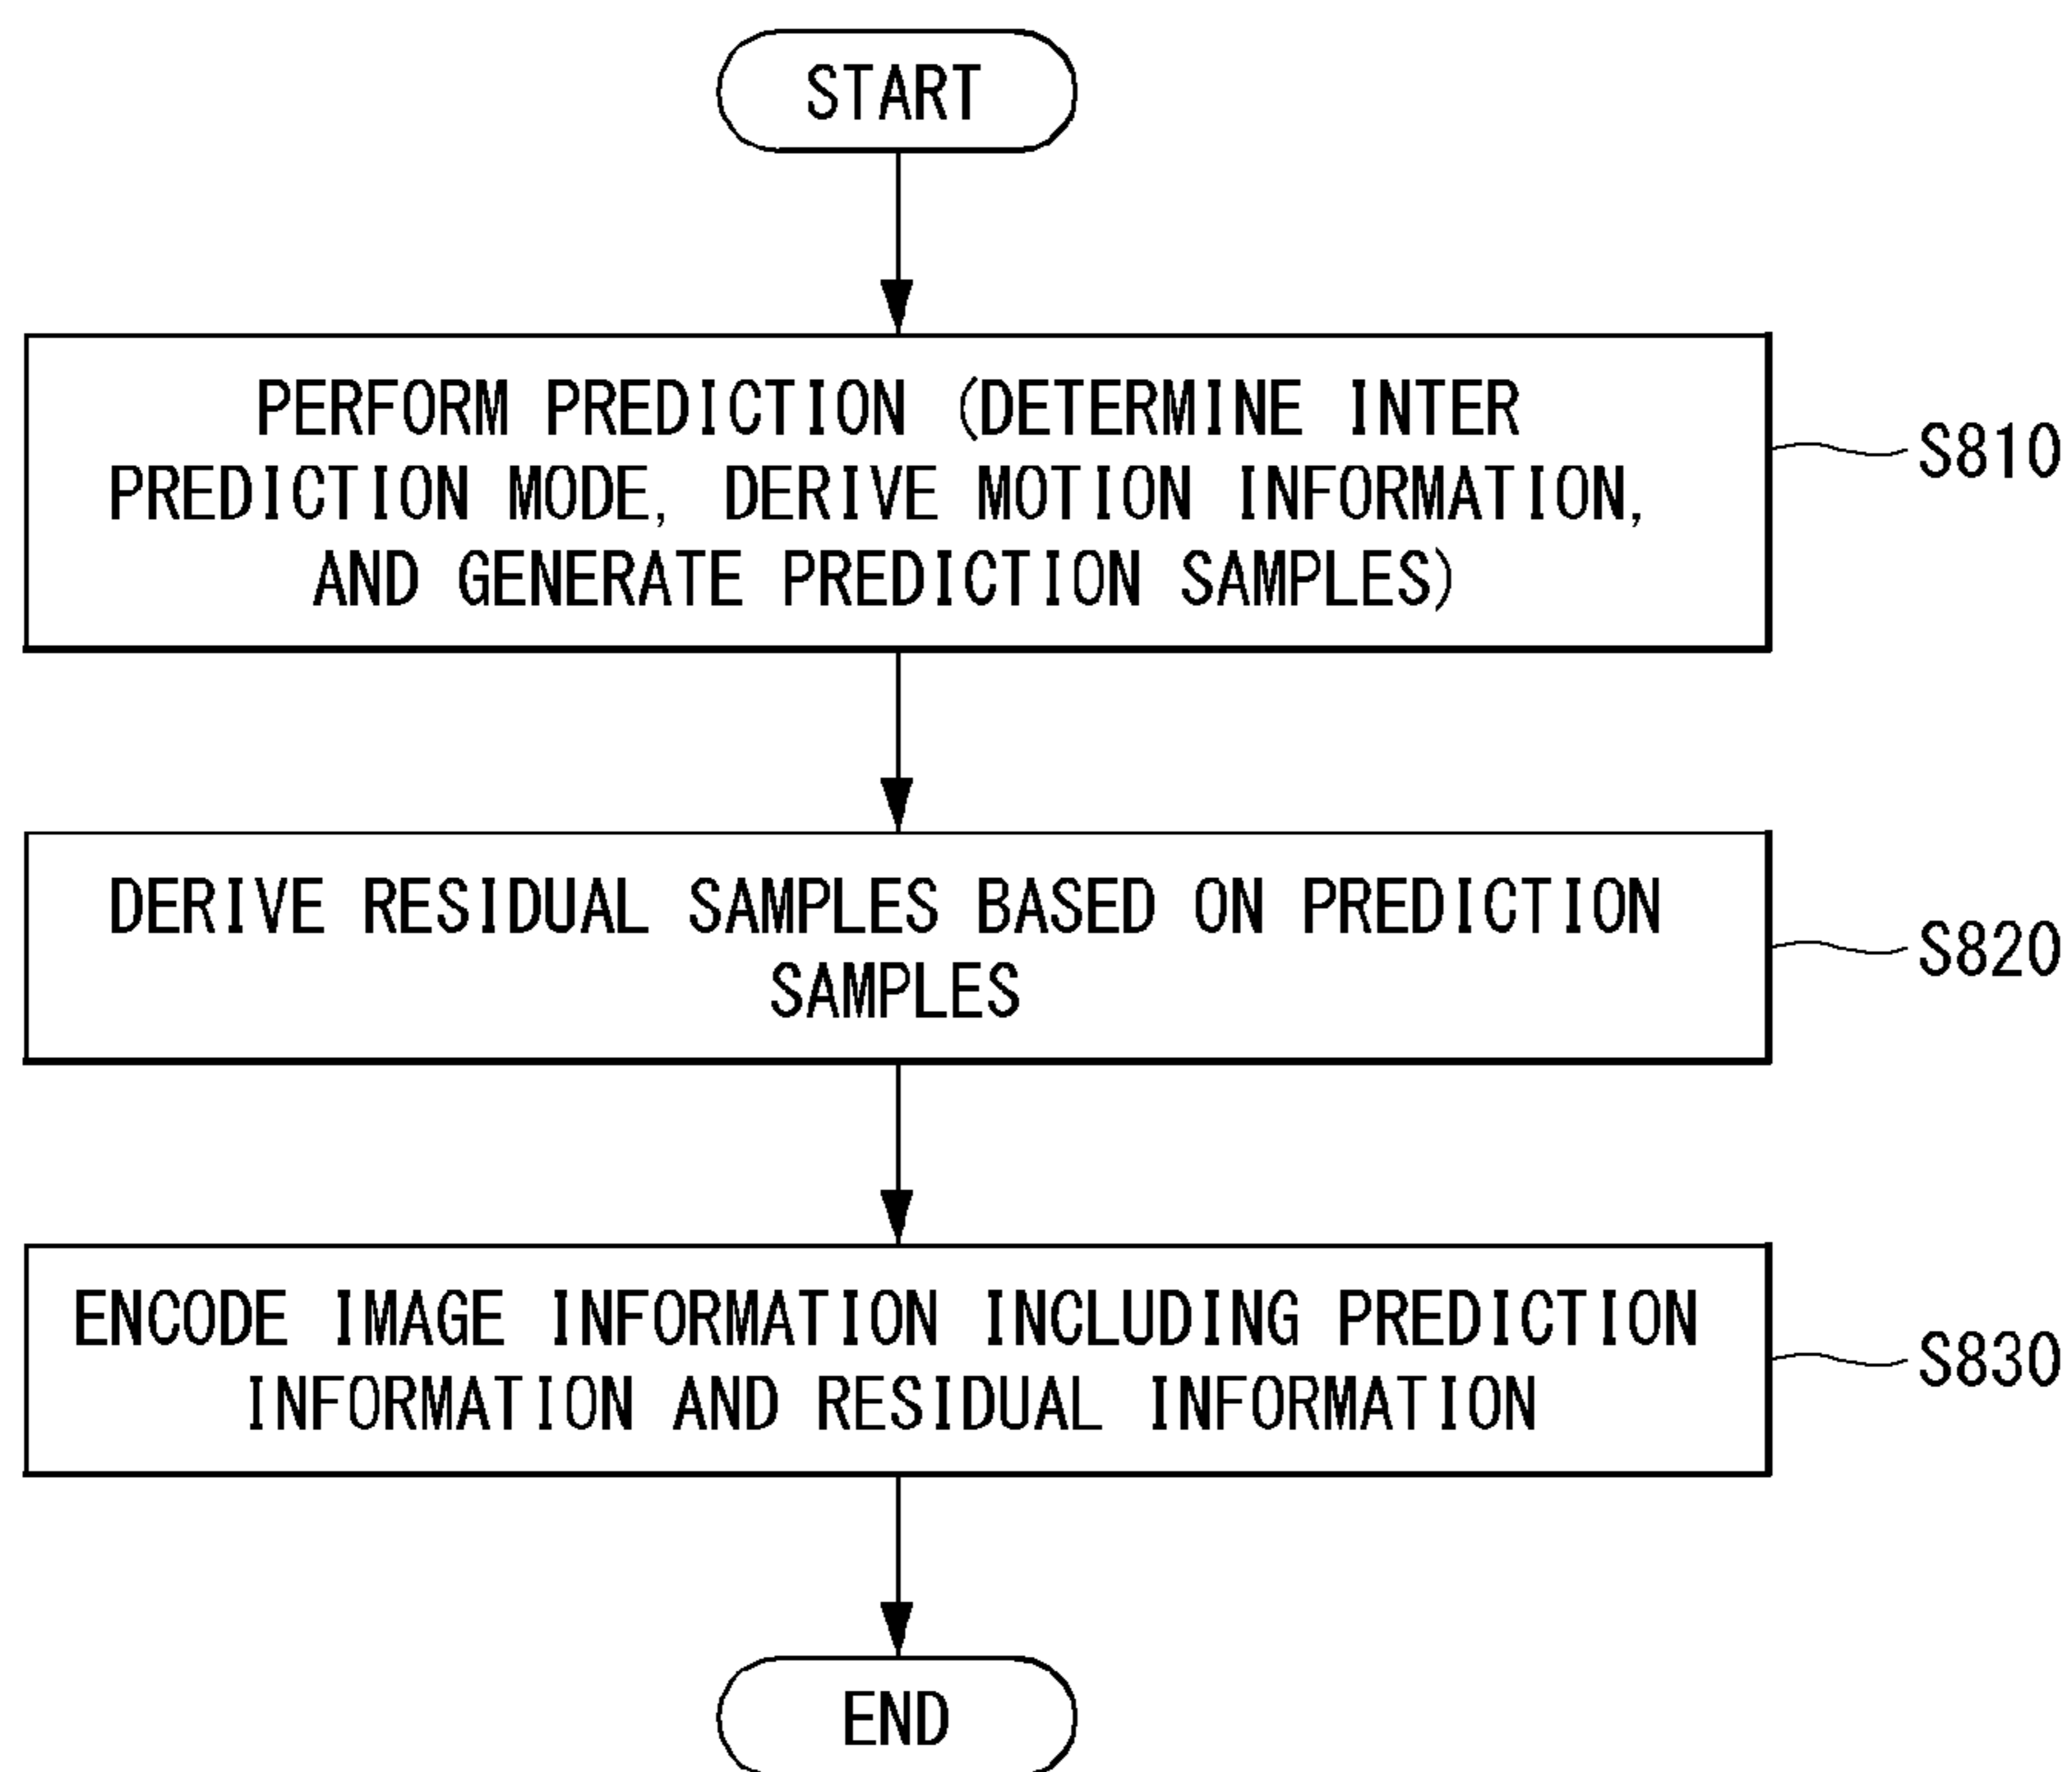 START
PERFORM PREDICTION (DETERMINE INTER
PREDICTION MODE, DERIVE MOTION INFORMATION,
AND GENERATE PREDICTION SAMPLES)
S810
DERIVE RESIDUAL SAMPLES BASED ON PREDICTION
SAMPLES
S820
ENCODE IMAGE INFORMATION INCLUDING PREDICTION
INFORMATION AND RESIDUAL INFORMATION
S830
END